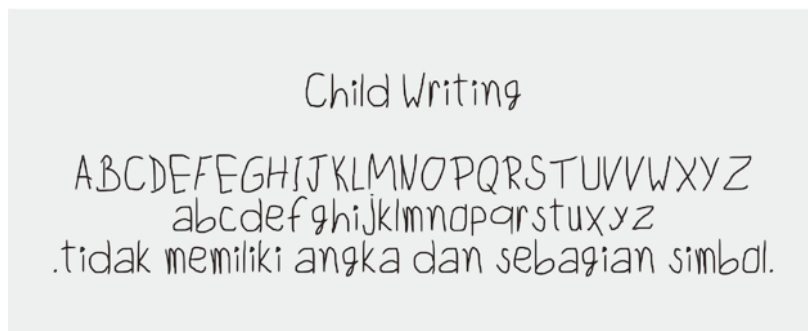 Child Writing
ABCDEFEGHIJKLMNOPQRSTUVVWXYZ
abcdefghijklmnopqrstuxyz
.tidak memiliki angka dan sebagian simbol.